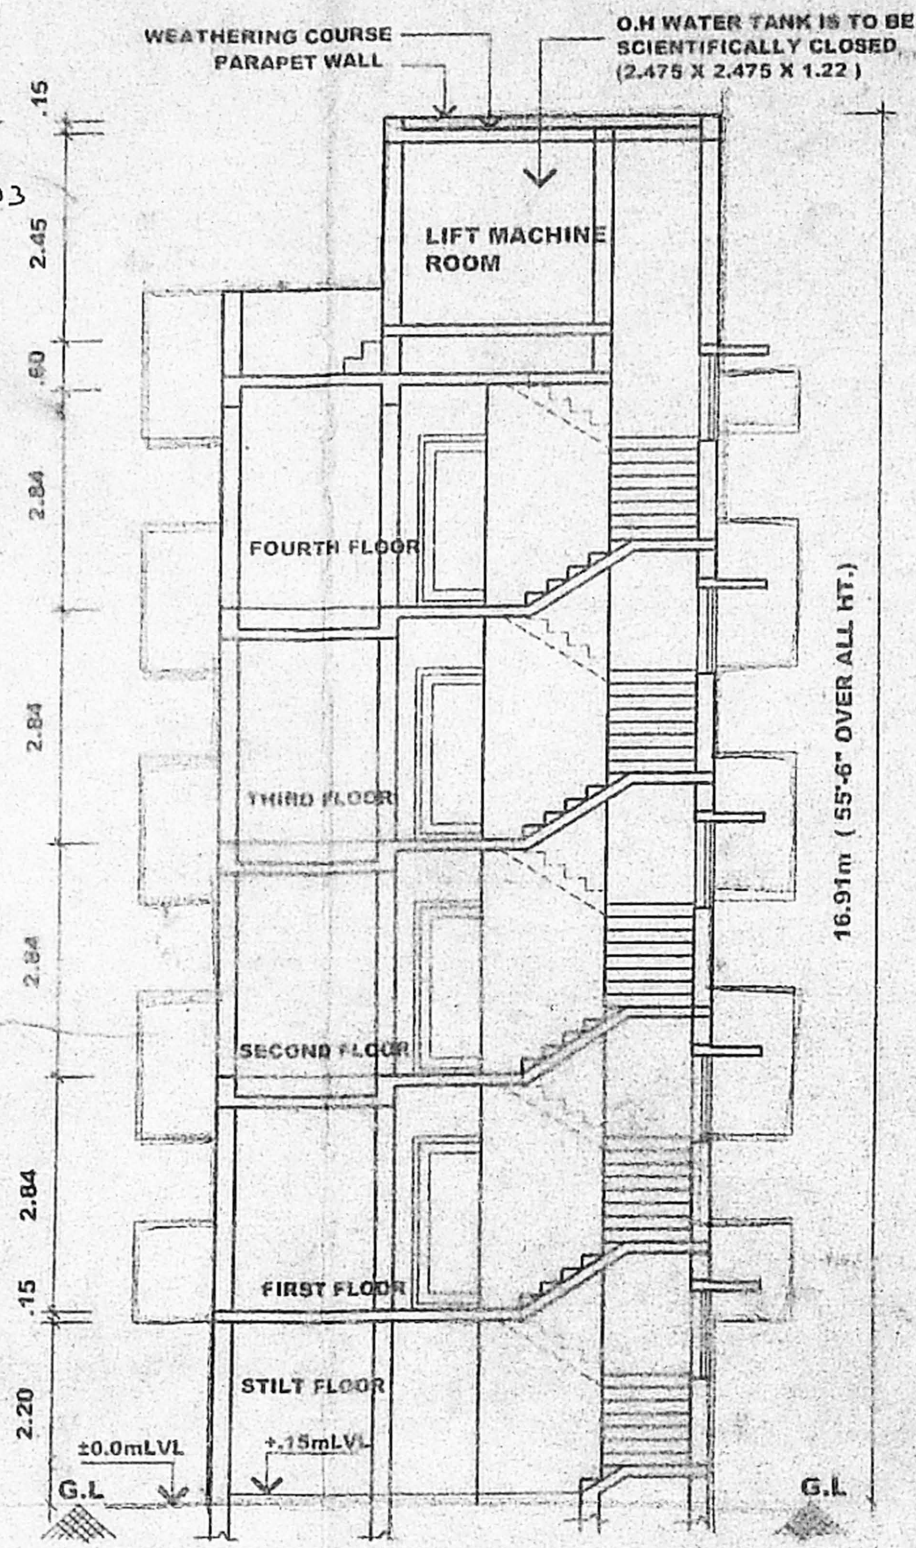 WEATHERING COURSE
PARAPET WALL
O.H WATER TANK IS TO BE
SCIENTIFICALLY CLOSED
(2.475 X 2.475 X 1.22 )
.15
2.45
.60
2.84
2.84
2.84
2.84
.15
2.20
LIFT MACHINE
ROOM
FOURTH FLOOR
THIRD FLOOR
SECOND FLOOR
FIRST FLOOR
STILT FLOOR
±0.0mLVL
+.15mLVL
G.L
G.L
16.91m ( 55'-6" OVER ALL HT.)